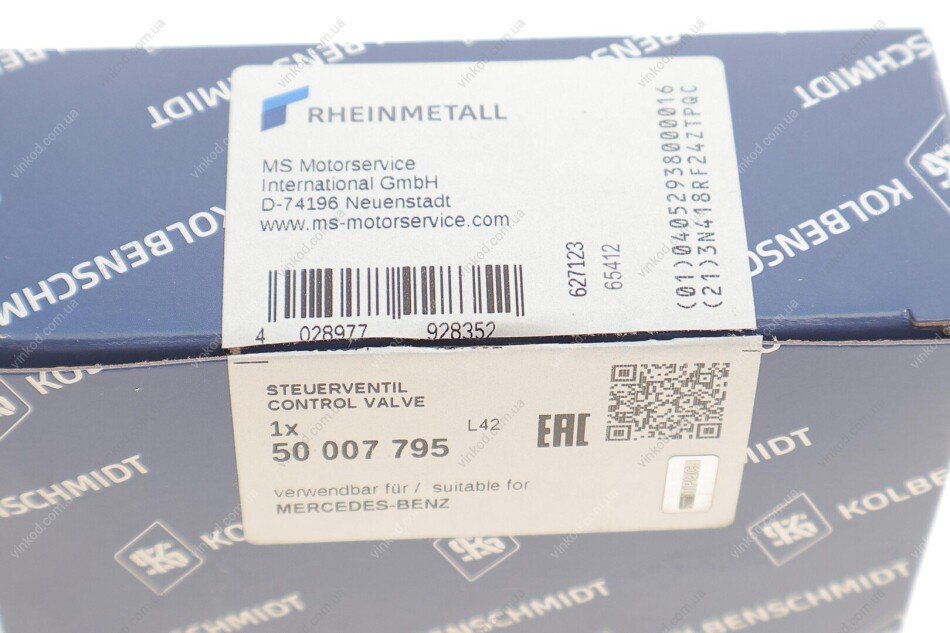 KOLBENSCHMIDT
KOLBENSCHMIDT
RHEINMETALL
MS Motorservice
International GmbH
D-74196 Neuenstadt
www.ms-motorservice.com
627123
65412
(01)04052938000016
(21)3N418RF24ZTPQC
4 028977 928352
STEUERVENTIL
CONTROL VALVE
1x
L42
50 007 795
EAC
verwendbar für / suitable for
MERCEDES-BENZ
KOLBENSCHMIDT
KOLBENSCHMIDT
KOLBENSCHMIDT
vinkod.com.ua